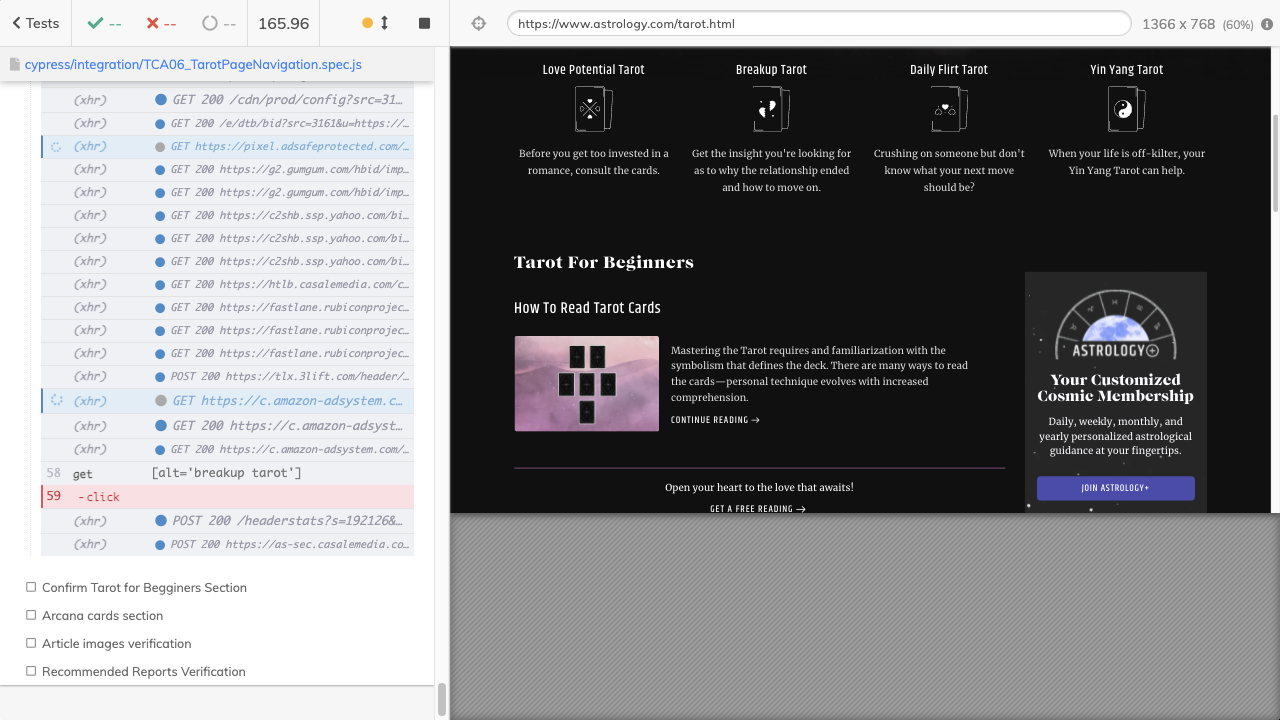 Tests
--
--
--
165.96
https://www.astrology.com/tarot.html
1366 x 768 (60%)
cypress/integration/TCA06_TarotPageNavigation.spec.js
(xhr) GET 200 /cdn/prod/config?src=31…
(xhr) GET 200 /e/dtb/bid?src=3161&u=https://…
(xhr) GET https://pixel.adsafeprotected.com/…
(xhr) GET 200 https://g2.gumgum.com/hbid/imp…
(xhr) GET 200 https://g2.gumgum.com/hbid/imp…
(xhr) GET 200 https://c2shb.ssp.yahoo.com/bi…
(xhr) GET 200 https://c2shb.ssp.yahoo.com/bi…
(xhr) GET 200 https://c2shb.ssp.yahoo.com/bi…
(xhr) GET 200 https://htlb.casalemedia.com/c…
(xhr) GET 200 https://fastlane.rubiconprojec…
(xhr) GET 200 https://fastlane.rubiconprojec…
(xhr) GET 200 https://fastlane.rubiconprojec…
(xhr) POST 200 https://tlx.3lift.com/header/…
(xhr) GET https://c.amazon-adsystem.c…
(xhr) GET 200 https://c.amazon-adsyst…
(xhr) GET 200 https://c.amazon-adsystem.com/…
58 get [alt='breakup tarot']
59 -click
(xhr) POST 200 /headerstats?s=192126&…
(xhr) POST 200 https://as-sec.casalemedia.co…
Confirm Tarot for Begginers Section
Arcana cards section
Article images verification
Recommended Reports Verification
Love Potential Tarot
Before you get too invested in a
romance, consult the cards.
Breakup Tarot
Get the insight you're looking for
as to why the relationship ended
and how to move on.
Daily Flirt Tarot
Crushing on someone but don't
know what your next move
should be?
Yin Yang Tarot
When your life is off-kilter, your
Yin Yang Tarot can help.
Tarot For Beginners
How To Read Tarot Cards
Mastering the Tarot requires and familiarization with the
symbolism that defines the deck. There are many ways to read
the cards—personal technique evolves with increased
comprehension.
CONTINUE READING →
Open your heart to the love that awaits!
GET A FREE READING →
ASTROLOGY+
Your Customized
Cosmic Membership
Daily, weekly, monthly, and
yearly personalized astrological
guidance at your fingertips.
JOIN ASTROLOGY+